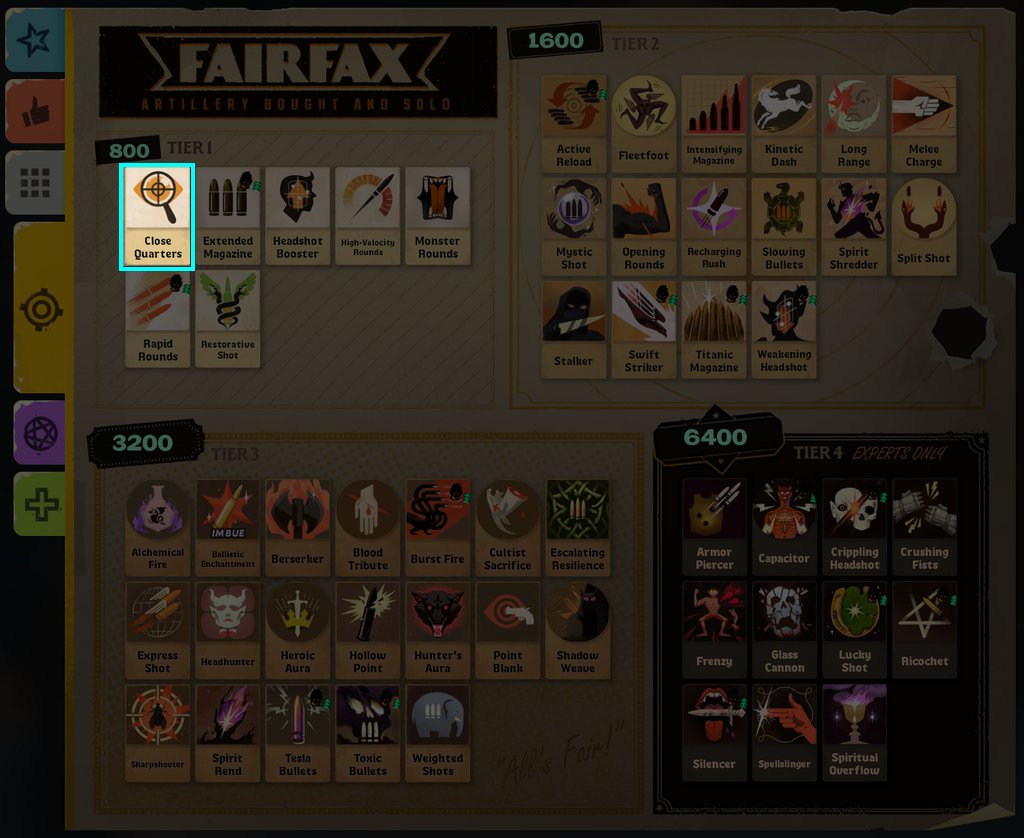 FAIRFAX
ARTILLERY BOUGHT AND SOLD
800 TIER 1
Close Quarters
Extended Magazine
Headshot Booster
High-Velocity Rounds
Monster Rounds
Rapid Rounds
Restorative Shot
1600 TIER 2
Active Reload
Fleetfoot
Intensifying Magazine
Kinetic Dash
Long Range
Melee Charge
Mystic Shot
Opening Rounds
Recharging Rush
Slowing Bullets
Spirit Shredder
Split Shot
Stalker
Swift Striker
Titanic Magazine
Weakening Headshot
3200 TIER 3
Alchemical Fire
IMBUE
Ballistic Enchantment
Berserker
Blood Tribute
Burst Fire
Cultist Sacrifice
Escalating Resilience
Express Shot
Headhunter
Heroic Aura
Hollow Point
Hunter's Aura
Point Blank
Shadow Weave
Sharpshooter
Spirit Rend
Tesla Bullets
Toxic Bullets
Weighted Shots
"All's Fair!"
6400 TIER 4 EXPERTS ONLY
Armor Piercer
Capacitor
Crippling Headshot
Crushing Fists
Frenzy
Glass Cannon
Lucky Shot
Ricochet
Silencer
Spellslinger
Spiritual Overflow